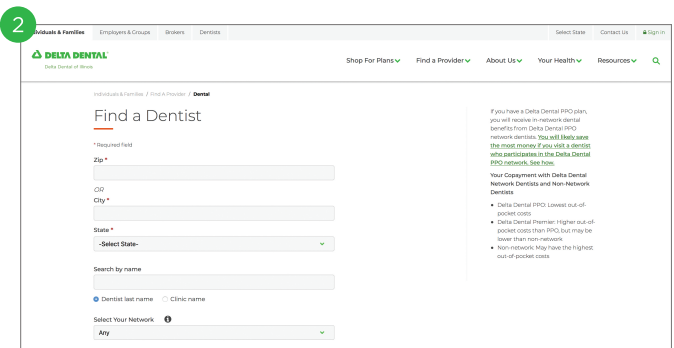 2
Individuals & Families Employers & Groups Brokers Dentists Select State Contact Us Sign In
DELTA DENTAL®
Delta Dental of Illinois
Shop For Plans Find a Provider About Us Your Health Resources
Individuals & Families / Find A Provider / Dental
Find a Dentist
* Required Field
Zip *
OR
City *
State *
-Select State-
Search by name
Dentist last name Clinic name
Select Your Network
Any
If you have a Delta Dental PPO plan,
you will receive in-network dental
benefits from Delta Dental PPO
network dentists. You will likely save
the most money if you visit a dentist
who participates in the Delta Dental
PPO network. See how.
Your Copayment with Delta Dental
Network Dentists and Non-Network
Dentists
Delta Dental PPO: Lowest out-of-
pocket costs
Delta Dental Premier: Higher out-of-
pocket costs than PPO, but may be
lower than non-network
Non-network: May have the highest
out-of-pocket costs